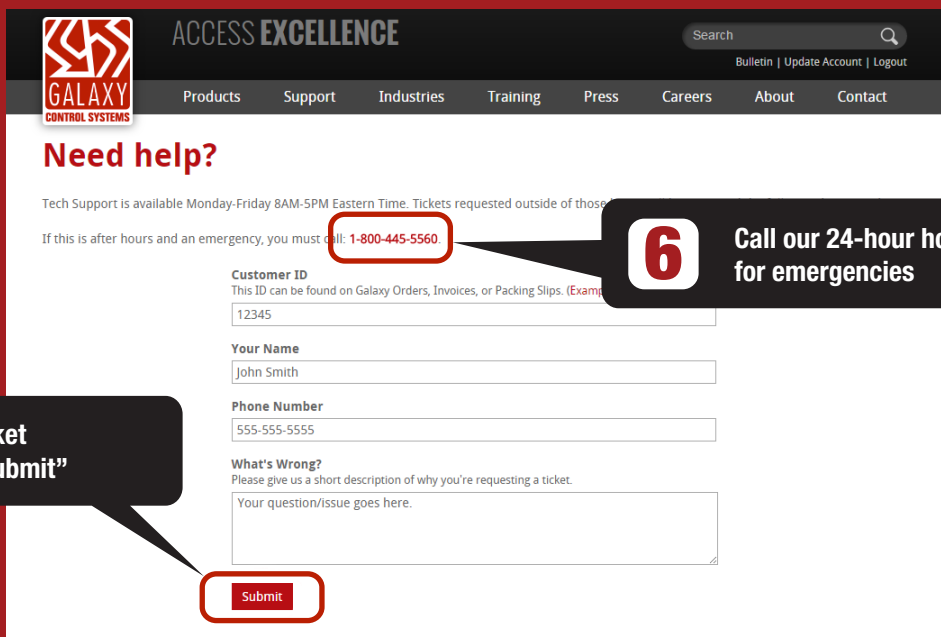 ACCESS EXCELLENCE
Search
Bulletin | Update Account | Logout
GALAXY
CONTROL SYSTEMS
Products Support Industries Training Press Careers About Contact
Need help?
Tech Support is available Monday-Friday 8AM-5PM Eastern Time. Tickets requested outside of those
If this is after hours and an emergency, you must call: 1-800-445-5560.
6
Call our 24-hour
for emergencies
Customer ID
This ID can be found on Galaxy Orders, Invoices, or Packing Slips.
12345
Your Name
John Smith
Phone Number
555-555-5555
What's Wrong?
Please give us a short description of why you're requesting a ticket.
Your question/issue goes here.
Submit